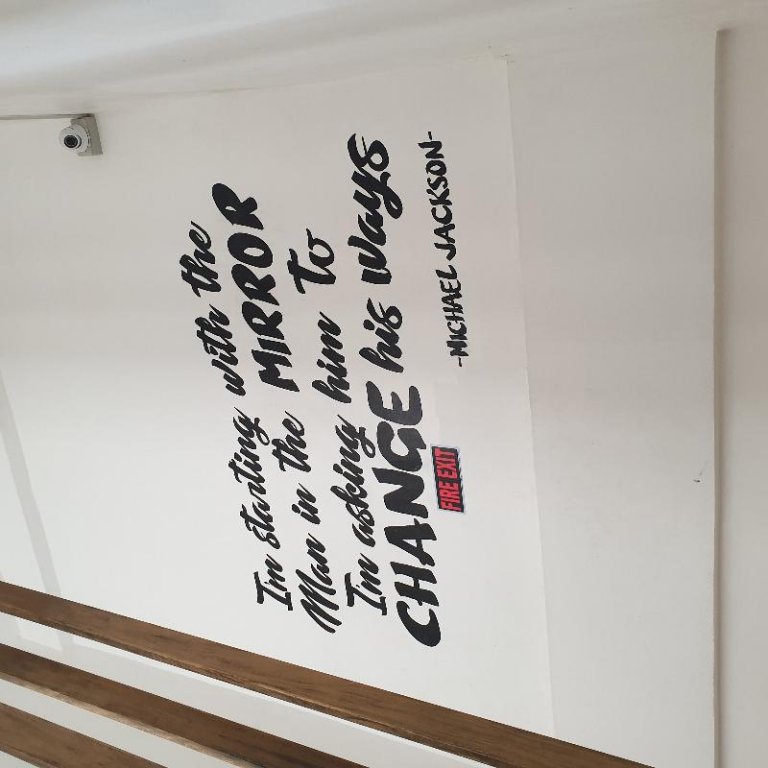 I'm starting with the
Man in the MIRROR
I'm asking him to
CHANGE his ways
FIRE EXIT
-MICHAEL JACKSON-